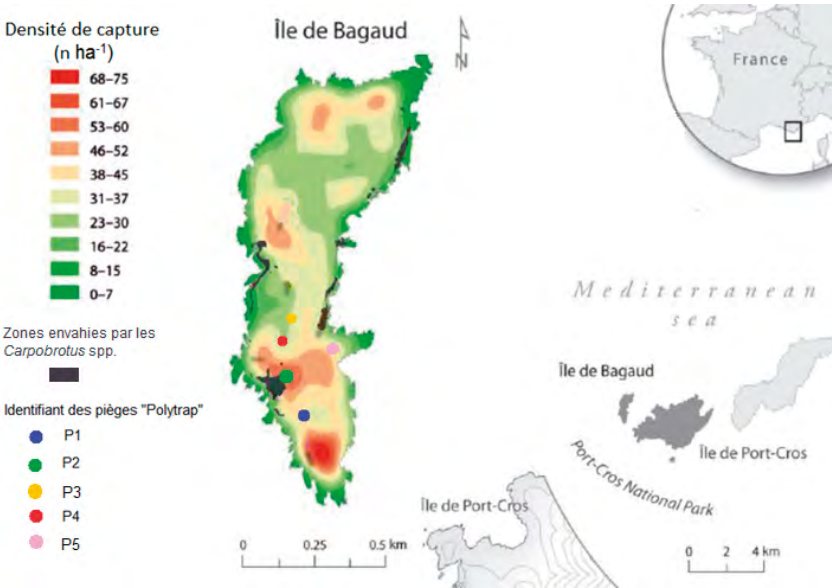 Densité de capture
(n ha-1)
68–75
61–67
53–60
46–52
38–45
31–37
23–30
16–22
8–15
0–7
Zones envahies par les
Carpobrotus spp.
Identifiant des pièges "Polytrap"
P1
P2
P3
P4
P5
Île de Bagaud
N
0 0.25 0.5 km
France
Mediterranean
sea
Île de Bagaud
Île de Port-Cros
Port-Cros National Park
Île de Port-Cros
0 2 4 km